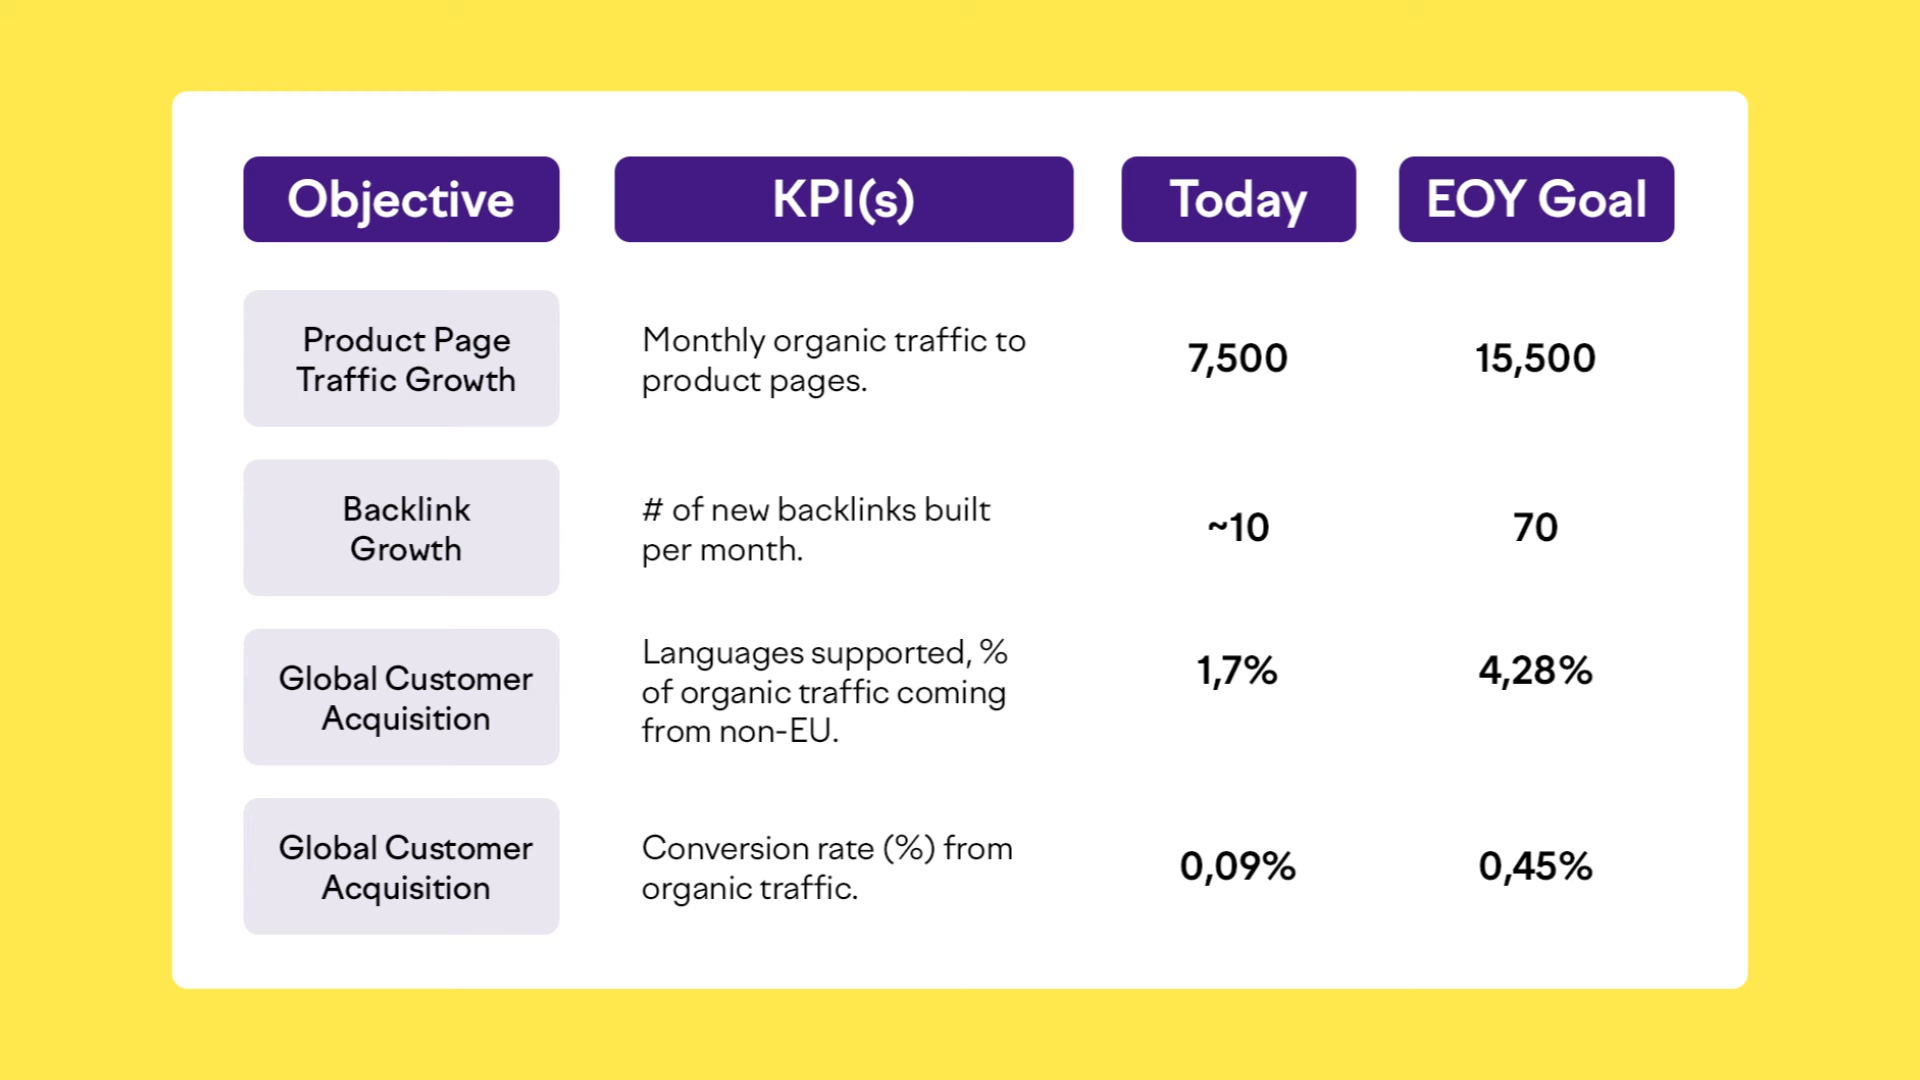 Objective
KPI(s)
Today
EOY Goal
Product Page
Traffic Growth
Monthly organic traffic to
product pages.
7,500
15,500
Backlink
Growth
# of new backlinks built
per month.
~10
70
Global Customer
Acquisition
Languages supported, %
of organic traffic coming
from non-EU.
1,7%
4,28%
Global Customer
Acquisition
Conversion rate (%) from
organic traffic.
0,09%
0,45%